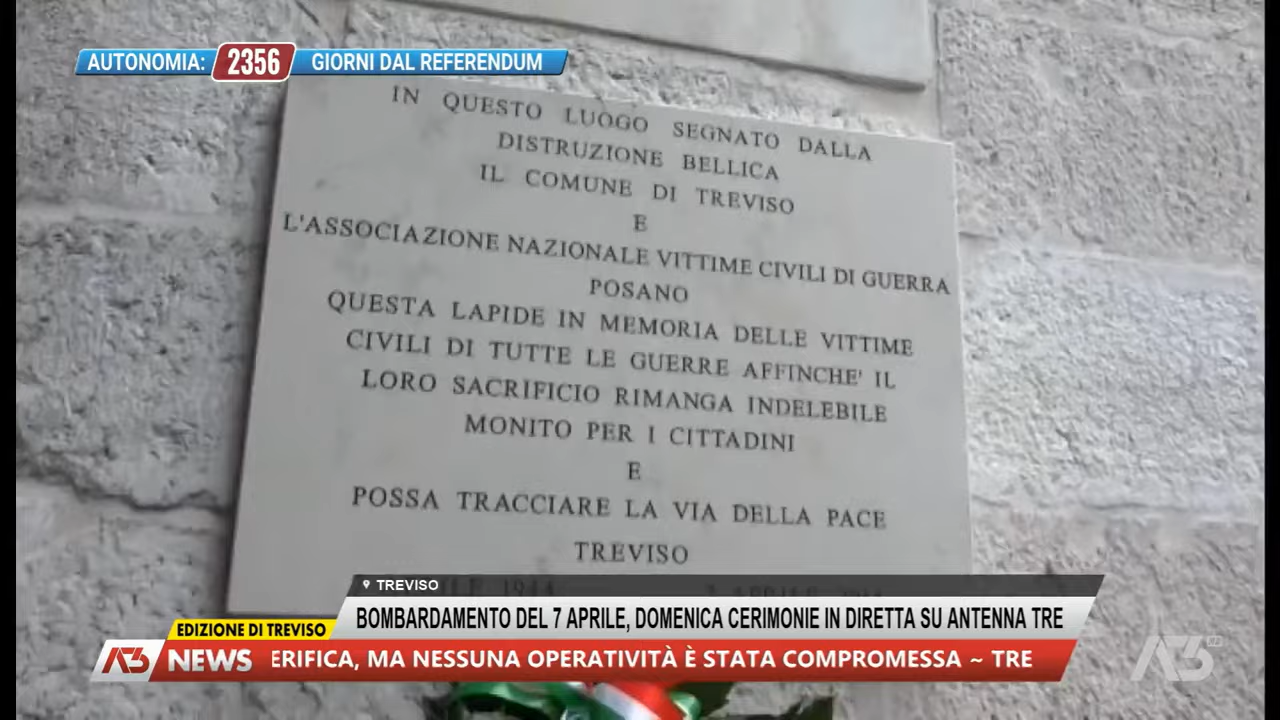 AUTONOMIA: 2356 GIORNI DAL REFERENDUM
IN QUESTO LUOGO SEGNATO DALLA
DISTRUZIONE BELLICA
IL COMUNE DI TREVISO
E
L'ASSOCIAZIONE NAZIONALE VITTIME CIVILI DI GUERRA
POSANO
QUESTA LAPIDE IN MEMORIA DELLE VITTIME
CIVILI DI TUTTE LE GUERRE AFFINCHE' IL
LORO SACRIFICIO RIMANGA INDELEBILE
MONITO PER I CITTADINI
E
POSSA TRACCIARE LA VIA DELLA PACE
TREVISO
TREVISO
BOMBARDAMENTO DEL 7 APRILE, DOMENICA CERIMONIE IN DIRETTA SU ANTENNA TRE
EDIZIONE DI TREVISO
A3 NEWS ERIFICA, MA NESSUNA OPERATIVITÀ È STATA COMPROMESSA ~ TRE
A3 HD